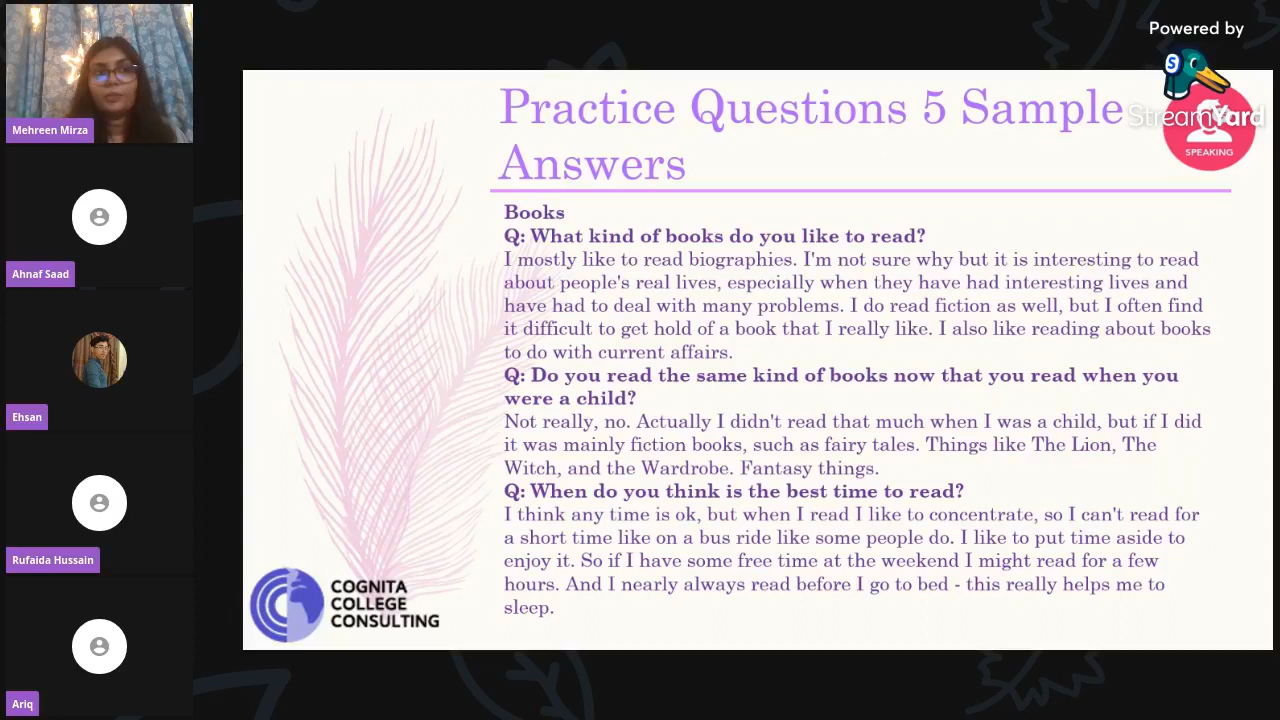 Powered by
StreamYard
S
SPEAKING
Mehreen Mirza
Ahnaf Saad
Ehsan
Rufaida Hussain
Ariq
Practice Questions 5 Sample
Answers
Books
Q: What kind of books do you like to read?
I mostly like to read biographies. I'm not sure why but it is interesting to read
about people's real lives, especially when they have had interesting lives and
have had to deal with many problems. I do read fiction as well, but I often find
it difficult to get hold of a book that I really like. I also like reading about books
to do with current affairs.
Q: Do you read the same kind of books now that you read when you
were a child?
Not really, no. Actually I didn't read that much when I was a child, but if I did
it was mainly fiction books, such as fairy tales. Things like The Lion, The
Witch, and the Wardrobe. Fantasy things.
Q: When do you think is the best time to read?
I think any time is ok, but when I read I like to concentrate, so I can't read for
a short time like on a bus ride like some people do. I like to put time aside to
enjoy it. So if I have some free time at the weekend I might read for a few
hours. And I nearly always read before I go to bed - this really helps me to
sleep.
COGNITA
COLLEGE
CONSULTING